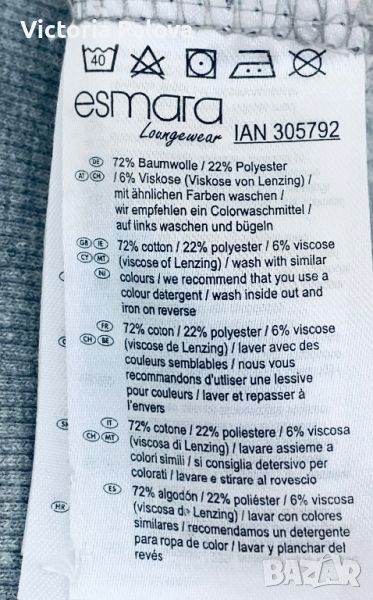 Victoria Palova
40
esmara
Loungewear IAN 305792
DE 72% Baumwolle / 22% Polyester
AT CH / 6% Viskose (Viskose von Lenzing) /
mit ähnlichen Farben waschen /
wir empfehlen ein Colorwaschmittel /
auf links waschen und bügeln
GB IE 72% cotton / 22% polyester / 6% viscose
CY MT (viscose of Lenzing) / wash with similar
NI colours / we recommend that you use a
colour detergent / wash inside out and
iron on reverse
FR 72% coton / 22% polyester / 6% viscose
CH BE (viscose de Lenzing) / laver avec des
couleurs semblables / nous vous
recommandons d'utiliser une lessive
pour couleurs / laver et repasser à
l'envers
IT 72% cotone / 22% poliestere / 6% viscosa
CH MT (viscosa di Lenzing) / lavare assieme a
colori simili / si consiglia detersivo per
colorati / lavare e stirare al rovescio
ES 72% algodón / 22% poliéster / 6% viscosa
(viscosa de Lenzing) / lavar con colores
similares / recomendamos un detergente
para ropa de color / lavar y planchar del
revés
HR
BAZAR